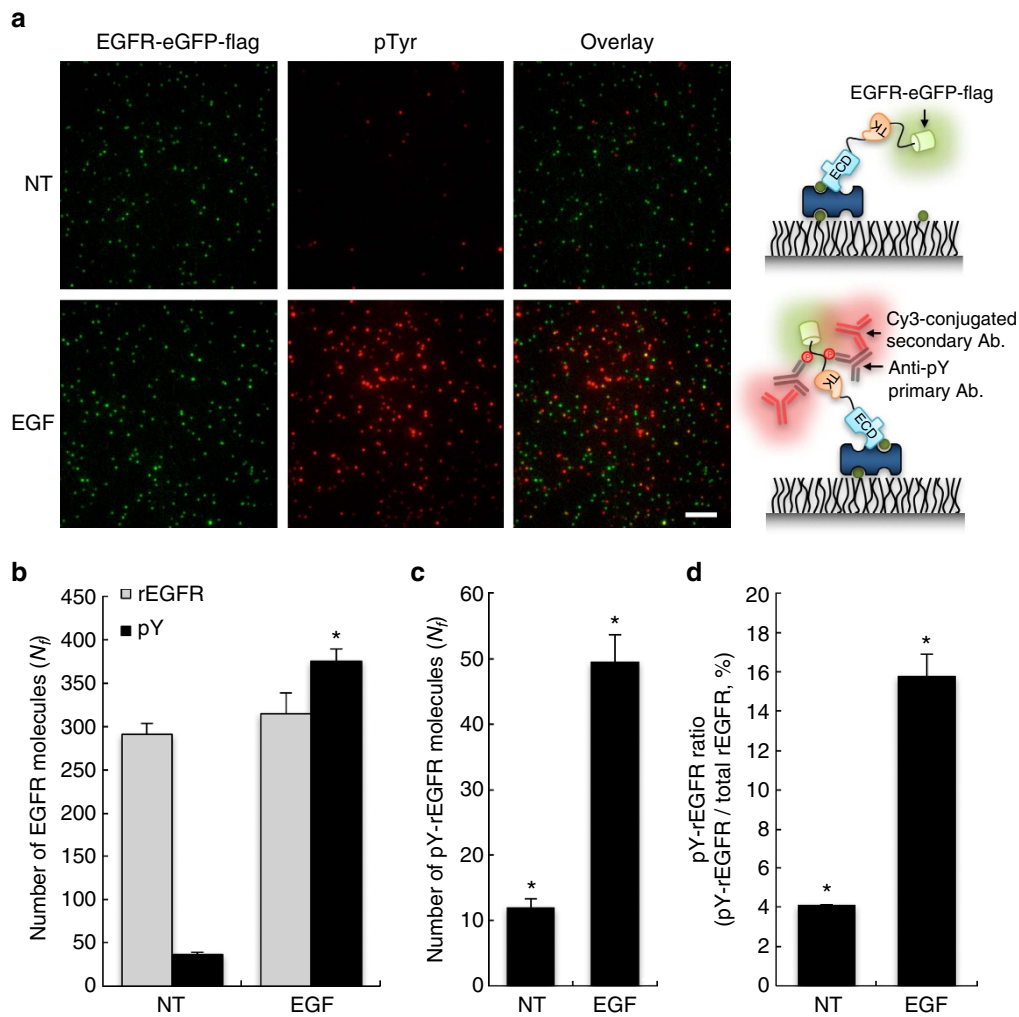 a
EGFR-eGFP-flag
pTyr
Overlay
NT
EGF
EGFR-eGFP-flag
TK
ECD
Cy3-conjugated
secondary Ab.
Anti-pY
primary Ab.
P
P
TK
ECD
b
rEGFR
pY
Number of EGFR molecules (Nf)
450
400
350
300
250
200
150
100
50
0
*
NT
EGF
c
Number of pY-rEGFR molecules (Nf)
60
50
40
30
20
10
0
*
*
NT
EGF
d
pY-rEGFR ratio
(pY-rEGFR / total rEGFR, %)
20
18
16
14
12
10
8
6
4
2
0
*
*
NT
EGF